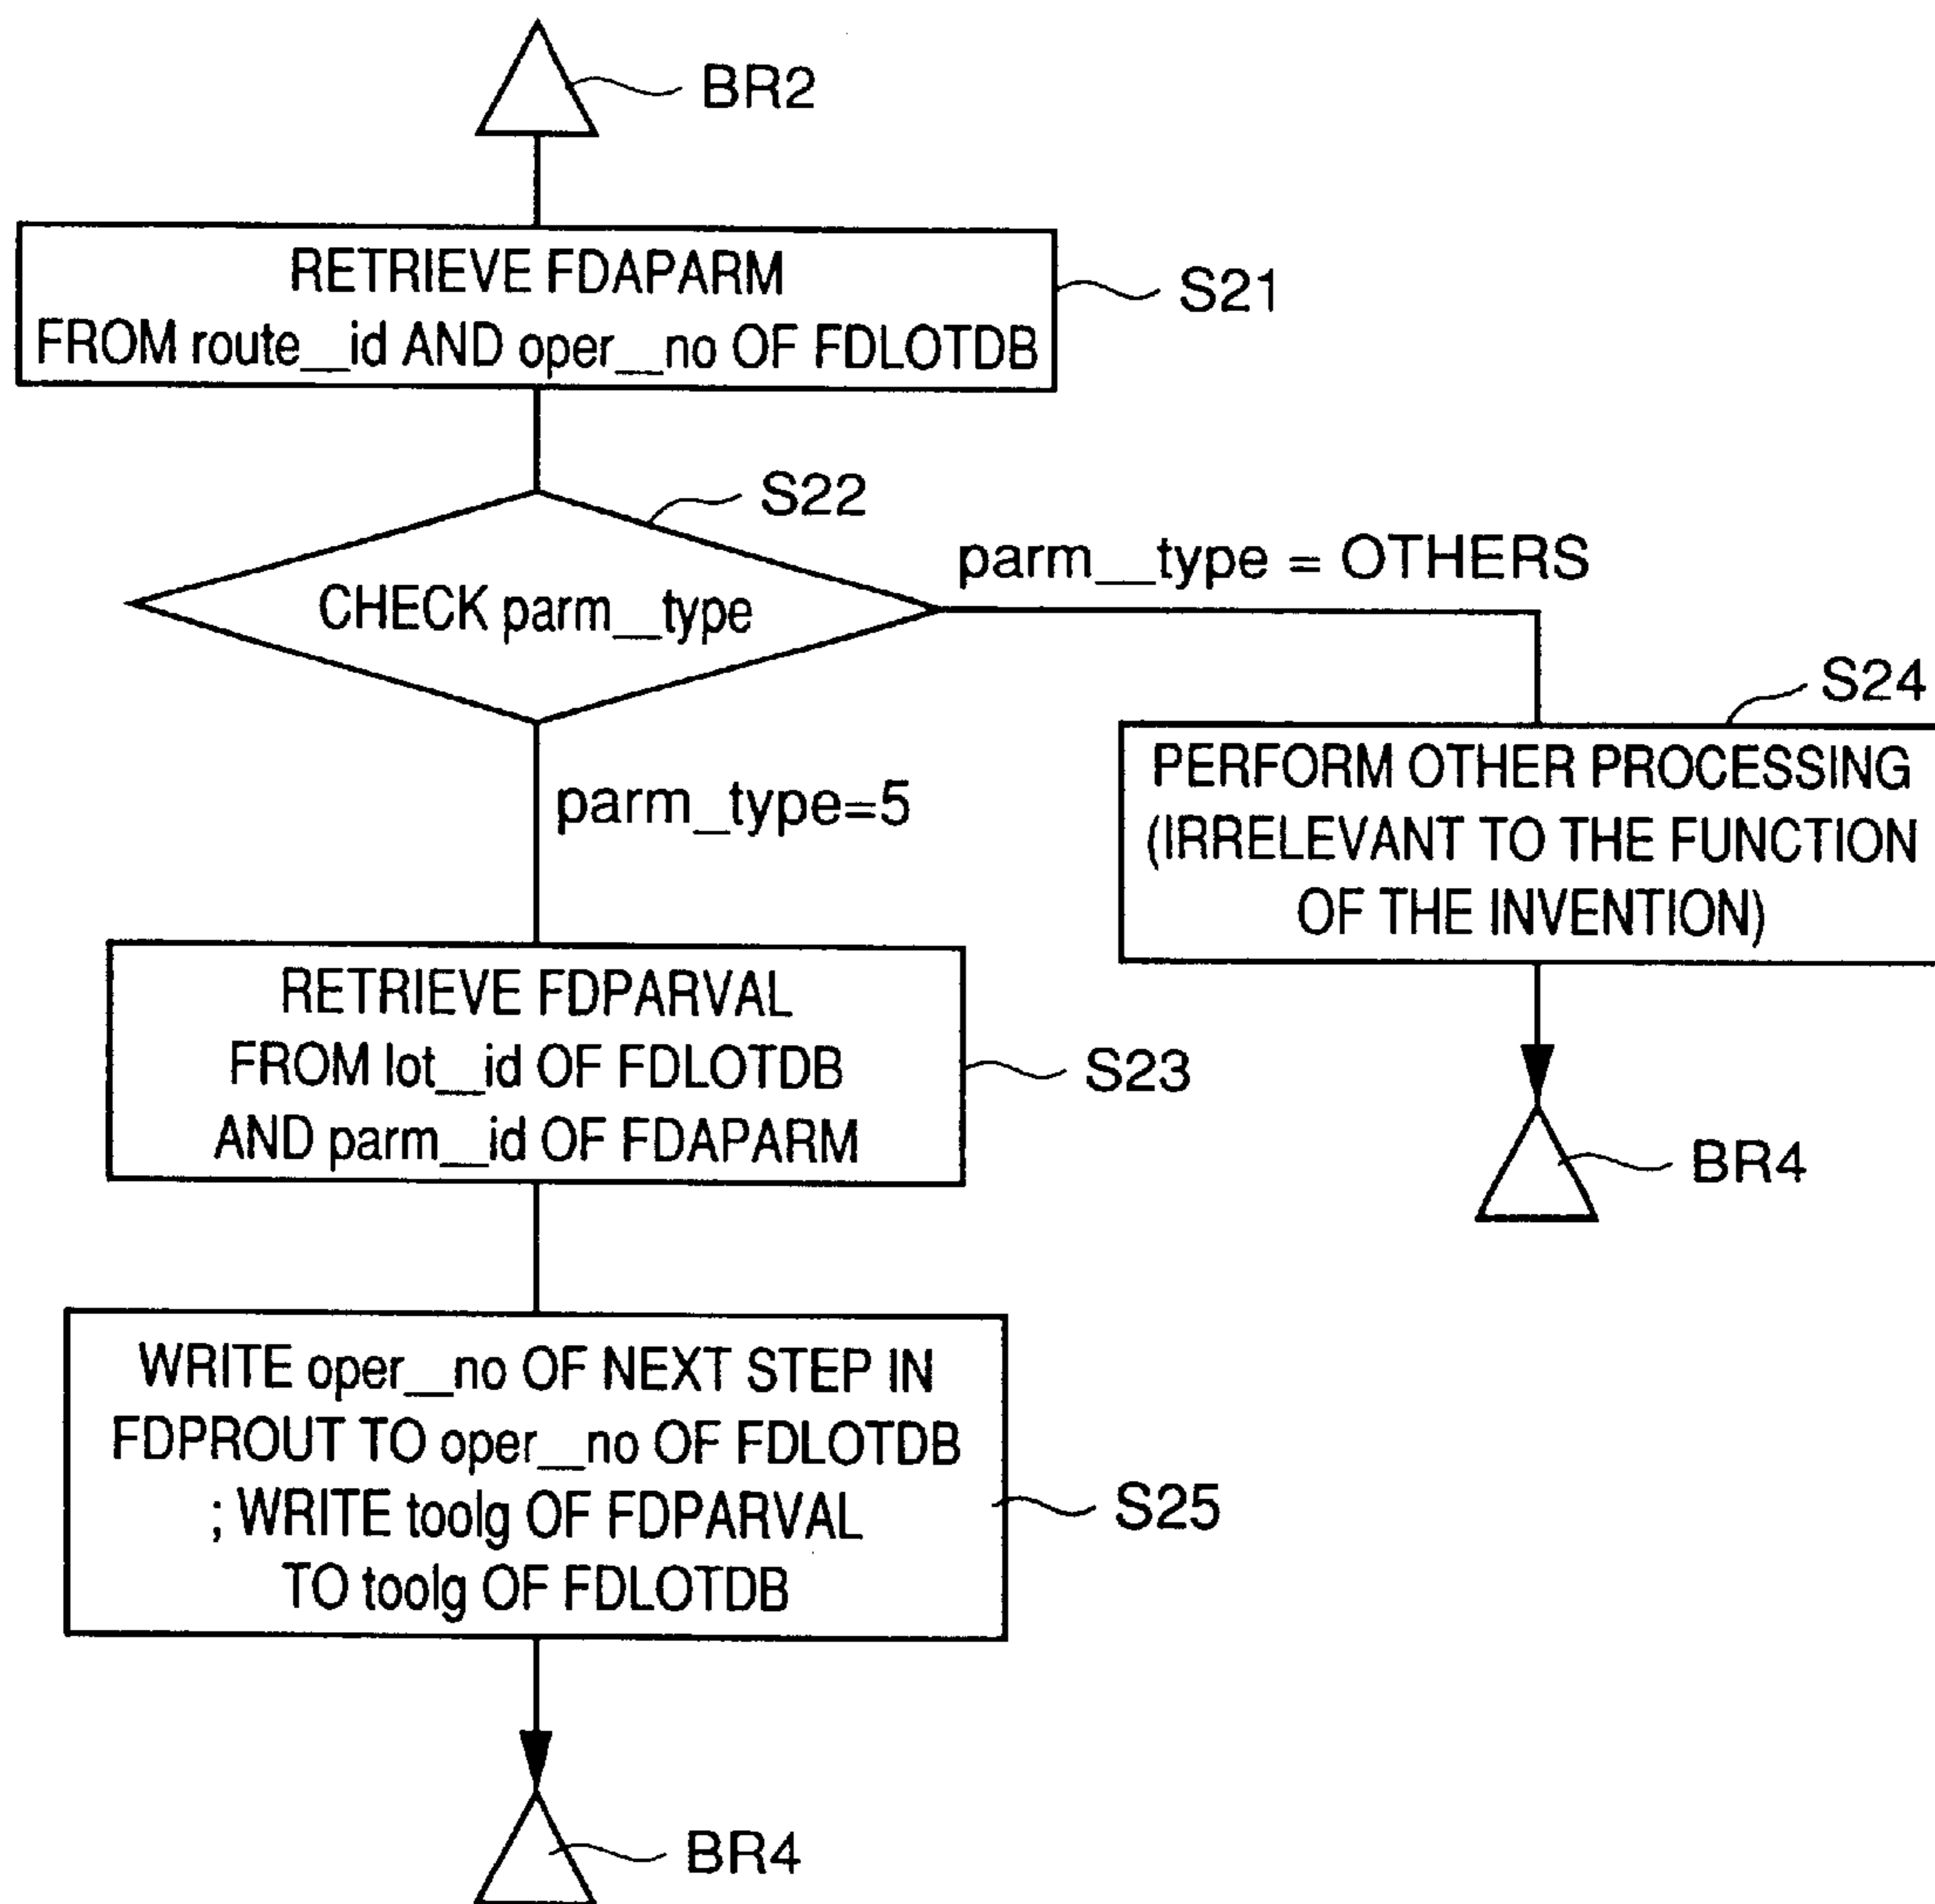 BR2
RETRIEVE FDAPARM
FROM route__id AND oper__no OF FDLOTDB
S21
S22
CHECK parm__type
parm__type = OTHERS
S24
PERFORM OTHER PROCESSING
(IRRELEVANT TO THE FUNCTION
OF THE INVENTION)
BR4
parm_type=5
RETRIEVE FDPARVAL
FROM lot__id OF FDLOTDB
AND parm__id OF FDAPARM
S23
WRITE oper__no OF NEXT STEP IN
FDPROUT TO oper__no OF FDLOTDB
; WRITE toolg OF FDPARVAL
TO toolg OF FDLOTDB
S25
BR4